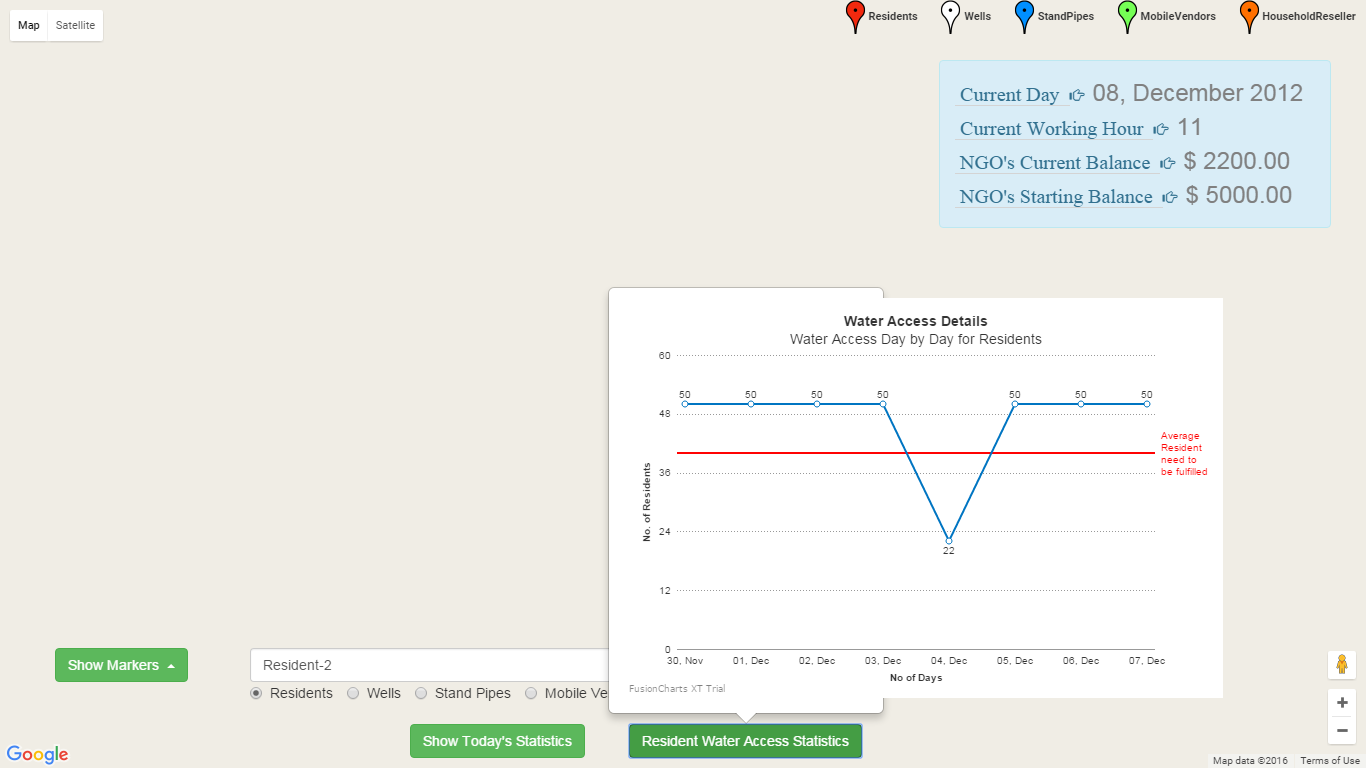 Map Satellite
Residents Wells StandPipes MobileVendors HouseholdReseller
Current Day 08, December 2012
Current Working Hour 11
NGO's Current Balance $ 2200.00
NGO's Starting Balance $ 5000.00
Water Access Details
Water Access Day by Day for Residents
60
50 50 50 50 50 50 50
48
Average
Resident
need to
be fulfilled
36
No. of Residents
24
22
12
0
30, Nov 01, Dec 02, Dec 03, Dec 04, Dec 05, Dec 06, Dec 07, Dec
No of Days
FusionCharts XT Trial
Show Markers
Resident-2
Residents Wells Stand Pipes Mobile Ve
Show Today's Statistics Resident Water Access Statistics
Google
Map data ©2016 Terms of Use